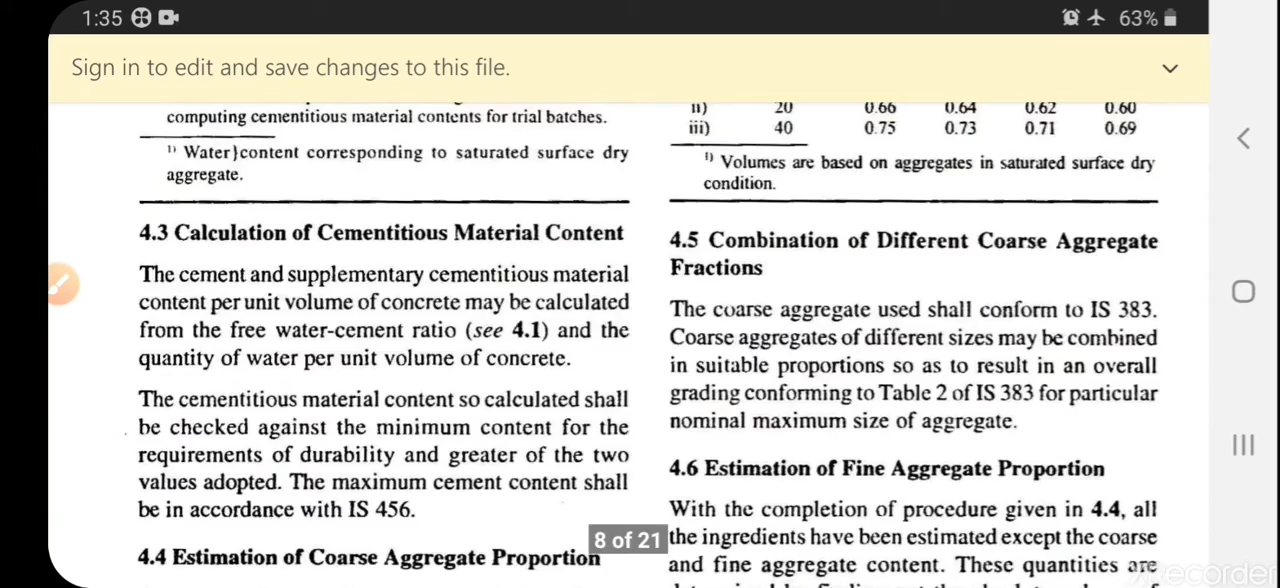 1:35
63%
Sign in to edit and save changes to this file.
computing cementitious material contents for trial batches.
1) Water}content corresponding to saturated surface dry
aggregate.
4.3 Calculation of Cementitious Material Content
The cement and supplementary cementitious material
content per unit volume of concrete may be calculated
from the free water-cement ratio (see 4.1) and the
quantity of water per unit volume of concrete.
The cementitious material content so calculated shall
be checked against the minimum content for the
requirements of durability and greater of the two
values adopted. The maximum cement content shall
be in accordance with IS 456.
4.4 Estimation of Coarse Aggregate Proportion
ii) 20 0.66 0.64 0.62 0.60
iii) 40 0.75 0.73 0.71 0.69
1) Volumes are based on aggregates in saturated surface dry
condition.
4.5 Combination of Different Coarse Aggregate
Fractions
The coarse aggregate used shall conform to IS 383.
Coarse aggregates of different sizes may be combined
in suitable proportions so as to result in an overall
grading conforming to Table 2 of IS 383 for particular
nominal maximum size of aggregate.
4.6 Estimation of Fine Aggregate Proportion
With the completion of procedure given in 4.4, all
the ingredients have been estimated except the coarse
and fine aggregate content. These quantities are
8 of 21